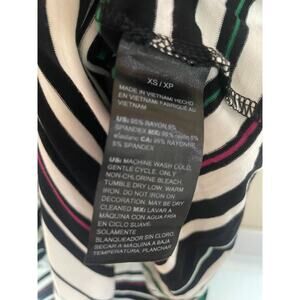 XS / XP
MADE IN VIETNAM HECHO
EN VIETNAM FABRIQUÉ AU
VIETNAM
US: 95% RAYON 5%
SPANDEX MX: 95% rayón 5%
elastano CA: 95% RAYONNE
5% SPANDEX
US: MACHINE WASH COLD,
GENTLE CYCLE. ONLY
NON-CHLORINE BLEACH.
TUMBLE DRY LOW. WARM
IRON. DO NOT IRON ON
DECORATION. MAY BE DRY
CLEANED MX: LAVAR A
MÁQUINA CON AGUA FRIA
EN CICLO SUAVE.
SOLAMENTE
BLANQUEADOR SIN CLORO.
SECAR A MÁQUINA A BAJA
TEMPERATURA. PLANCHAR